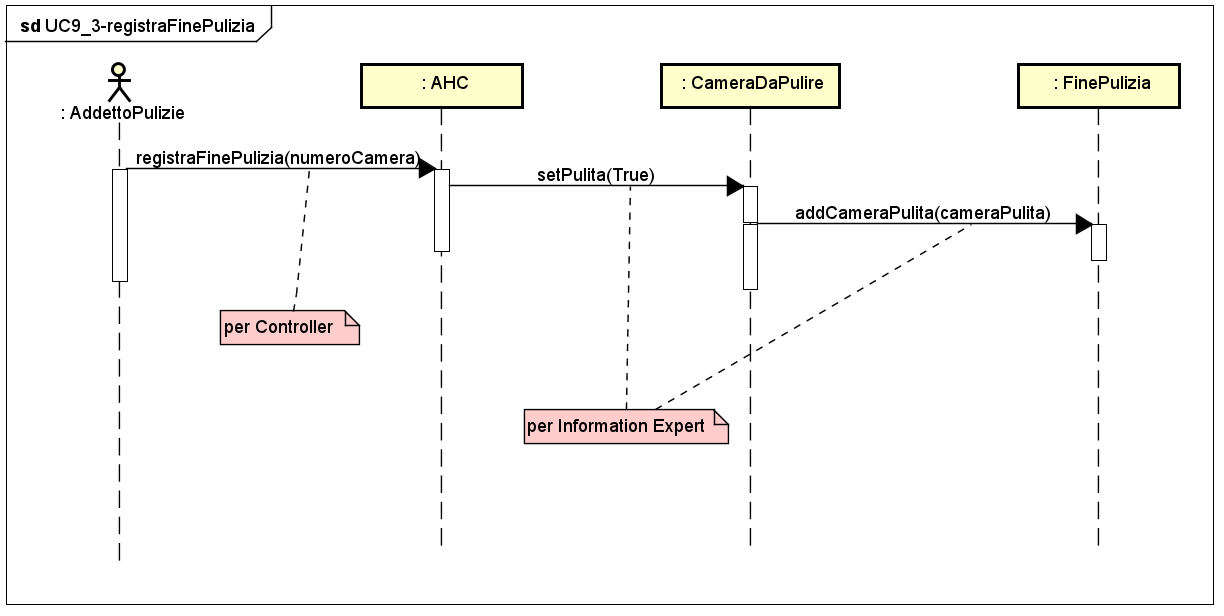 sd UC9_3-registraFinePulizia
: AddettoPulizie
: AHC
: CameraDaPulire
: FinePulizia
registraFinePulizia(numeroCamera)
setPulita(True)
addCameraPulita(cameraPulita)
per Controller
per Information Expert